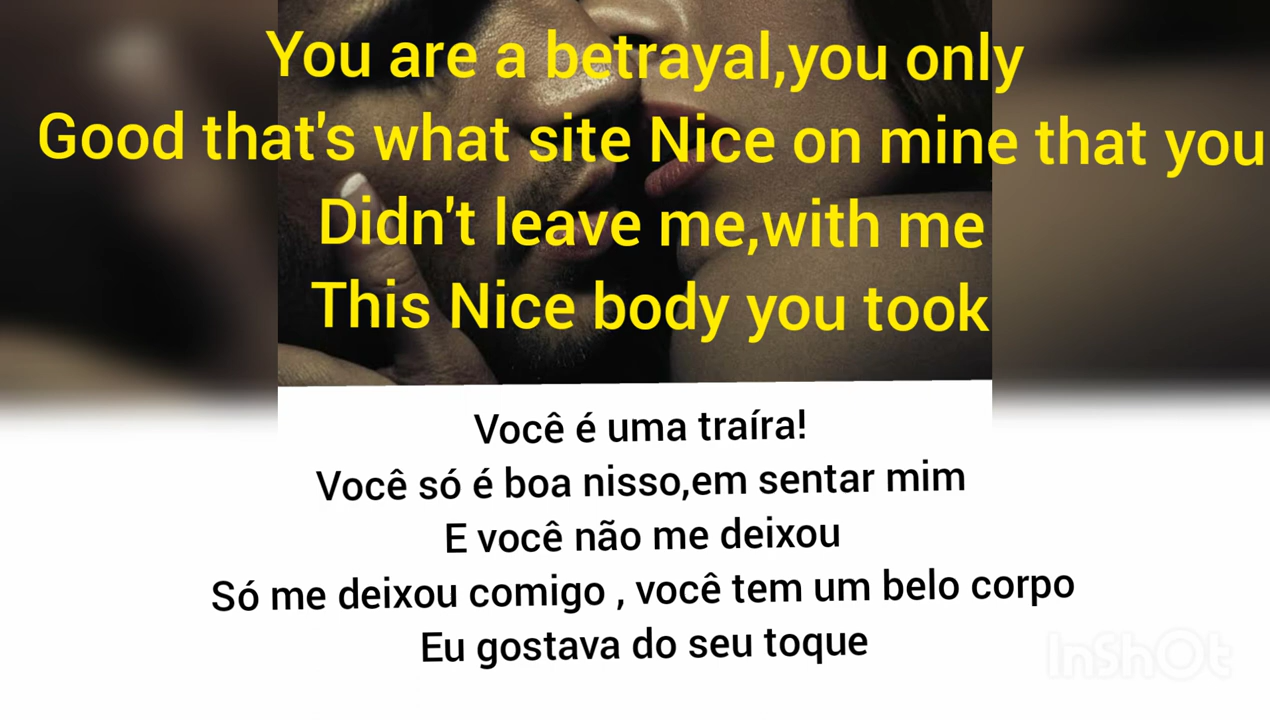 You are a betrayal,you only
Good that's what site Nice on mine that you
Didn't leave me,with me
This Nice body you took
Você é uma traíra!
Você só é boa nisso,em sentar mim
E você não me deixou
Só me deixou comigo , você tem um belo corpo
Eu gostava do seu toque
InShOt